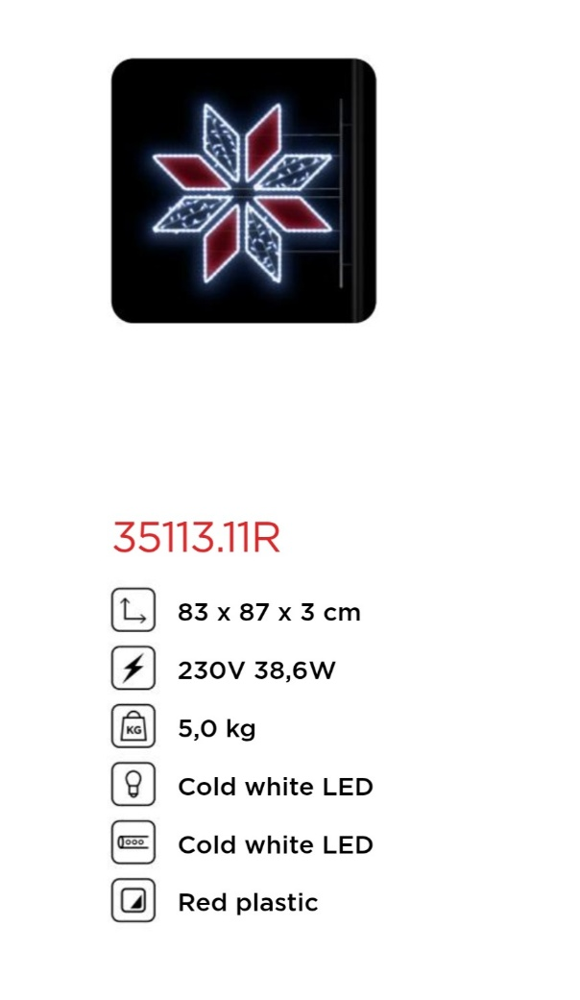 35113.11R
83 x 87 x 3 cm
230V 38,6W
KG
5,0 kg
Cold white LED
Cold white LED
Red plastic